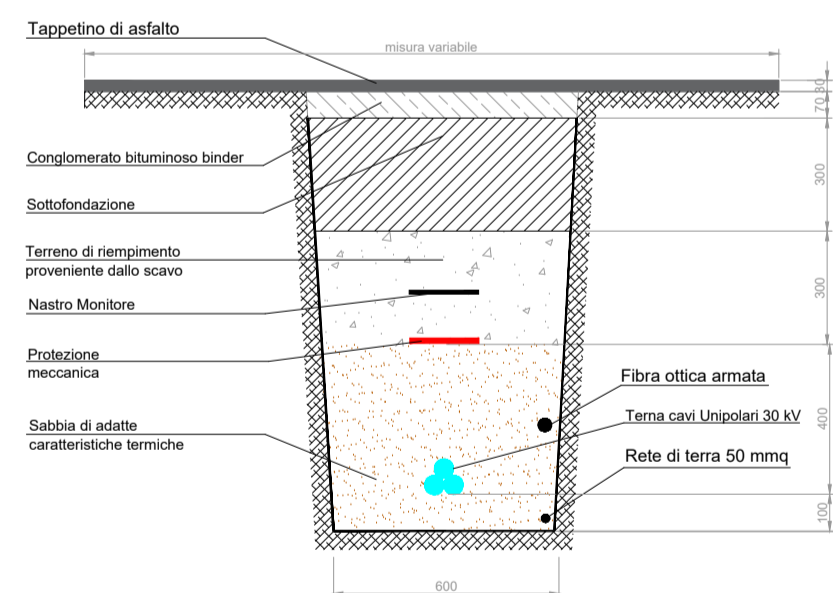 Tappetino di asfalto
misura variabile
30
70
Conglomerato bituminoso binder
300
Sottofondazione
Terreno di riempimento
proveniente dallo scavo
300
Nastro Monitore
Protezione
meccanica
Fibra ottica armata
Terna cavi Unipolari 30 kV
400
Sabbia di adatte
caratteristiche termiche
Rete di terra 50 mmq
100
600